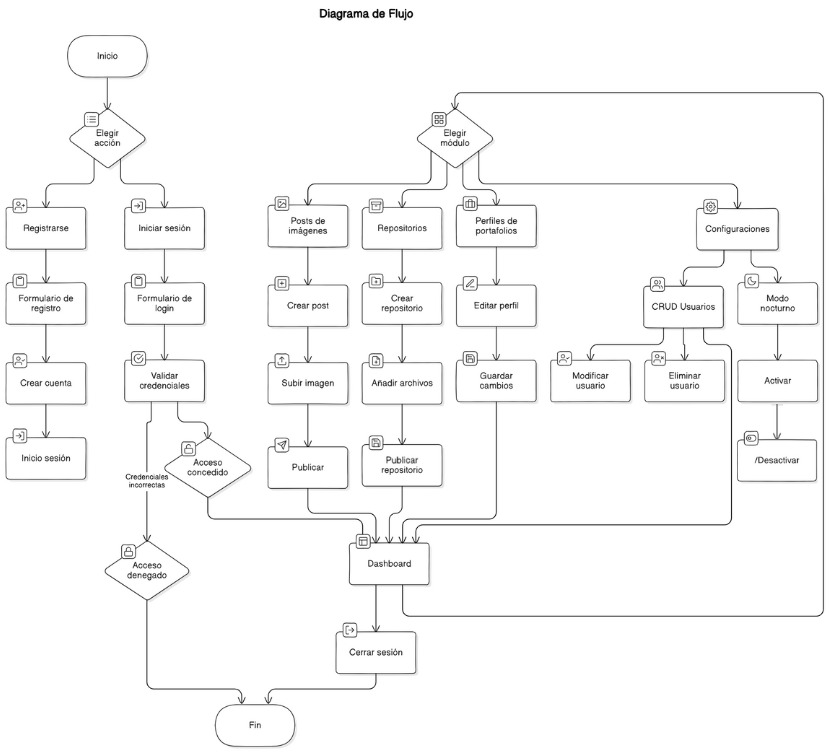 Diagrama de Flujo
Inicio
Elegir
acción
Elegir
módulo
Registrarse
Iniciar sesión
Posts de
imágenes
Repositorios
Perfiles de
portafolios
Configuraciones
Formulario de
registro
Formulario de
login
Crear post
Crear
repositorio
Editar perfil
CRUD Usuarios
Modo
nocturno
Crear cuenta
Validar
credenciales
Subir imagen
Añadir archivos
Guardar
cambios
Modificar
usuario
Eliminar
usuario
Activar
Inicio sesión
Credenciales
incorrectas
Acceso
concedido
Publicar
Publicar
repositorio
/Desactivar
Acceso
denegado
Dashboard
Cerrar sesión
Fin